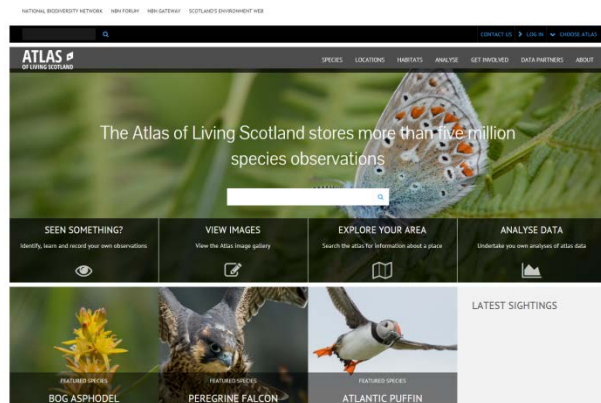 NATIONAL BIODIVERSITY NETWORK NBN FORUM NBN GATEWAY SCOTLAND'S ENVIRONMENT WEB
CONTACT US LOG IN CHOOSE ATLAS
ATLAS
OF LIVING SCOTLAND
SPECIES LOCATIONS HABITATS ANALYSE GET INVOLVED DATA PARTNERS ABOUT
The Atlas of Living Scotland stores more than five million
species observations
SEEN SOMETHING? VIEW IMAGES EXPLORE YOUR AREA ANALYSE DATA
Identify, learn and record your own observations View the Atlas image gallery Search the atlas for information about a place Undertake you own analyses of atlas data
LATEST SIGHTINGS
FEATURED SPECIES FEATURED SPECIES FEATURED SPECIES
BOG ASPHODEL PEREGRINE FALCON ATLANTIC PUFFIN